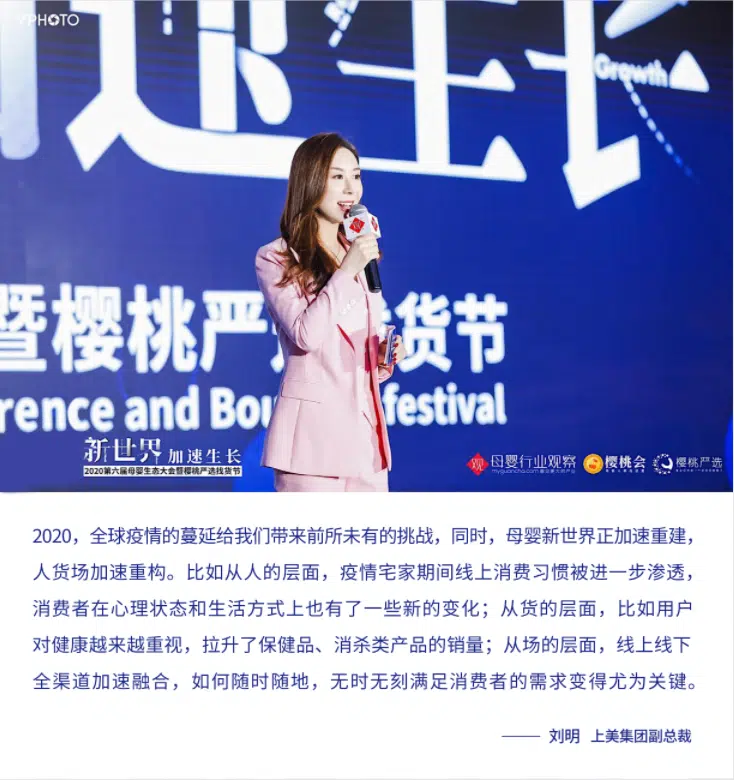 VPHOTO
速生长
Growth
暨樱桃严
货节
rence and Bou
festival
新世界 加速生长
2020第六届母婴生态大会暨樱桃严选找货节
观 母婴行业观察
myguancha.com
樱桃会
樱桃严选
2020，全球疫情的蔓延给我们带来前所未有的挑战，同时，母婴新世界正加速重建，
人货场加速重构。比如从人的层面，疫情宅家期间线上消费习惯被进一步渗透，
消费者在心理状态和生活方式上也有了一些新的变化；从货的层面，比如用户
对健康越来越重视，拉升了保健品、消杀类产品的销量；从场的层面，线上线下
全渠道加速融合，如何随时随地，无时无刻满足消费者的需求变得尤为关键。
—— 刘明 上美集团副总裁